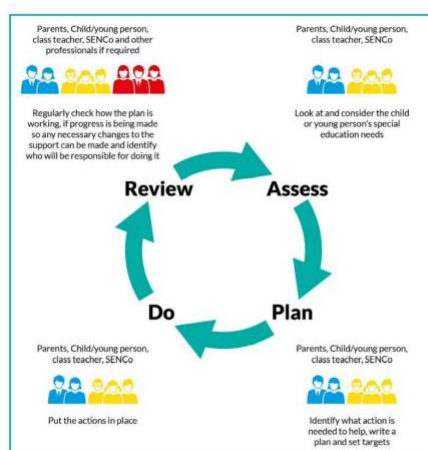 Parents, Child/young person,
class teacher, SENCo and other
professionals if required
Regularly check how the plan is
working, if progress is being made
so any necessary changes to the
support can be made and identify
who will be responsible for doing it
Parents, Child/young person,
class teacher, SENCo
Look at and consider the child
or young person's special
education needs
Review
Assess
Do
Plan
Parents, Child/young person,
class teacher, SENCo
Put the actions in place
Parents, Child/young person,
class teacher, SENCo
Identify what action is
needed to help, write a
plan and set targets